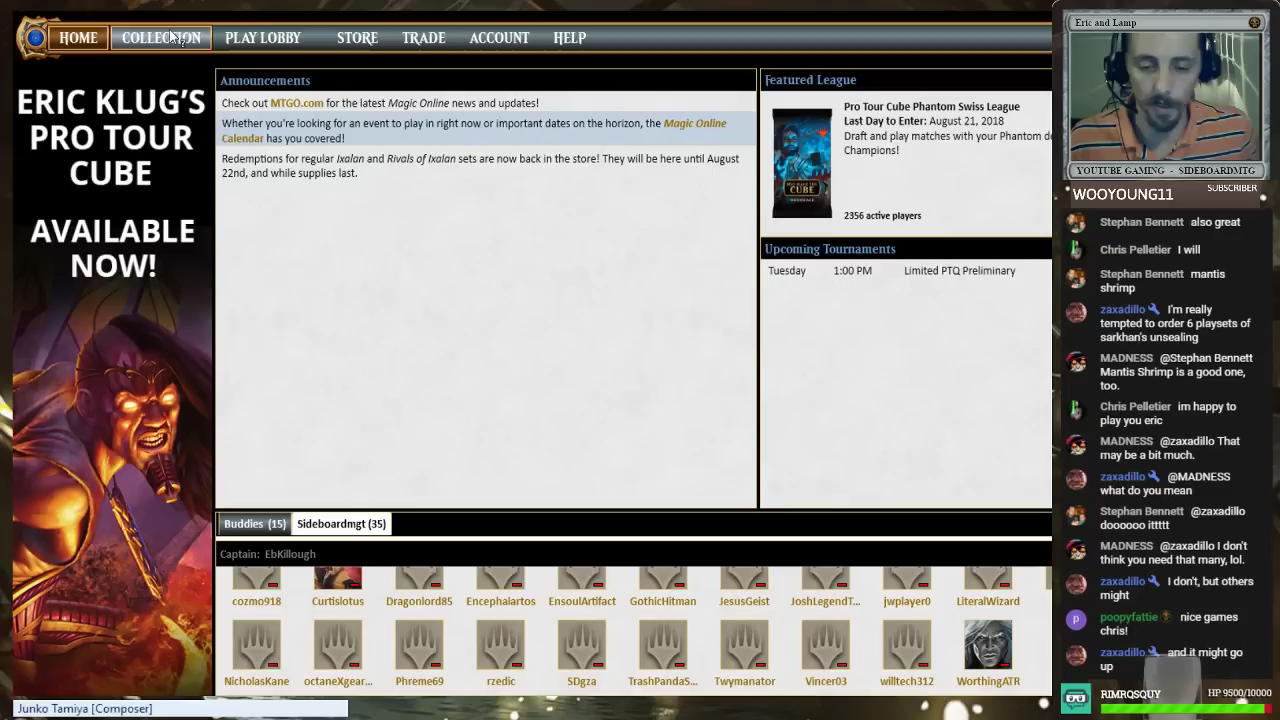 HOME COLLECTION PLAY LOBBY STORE TRADE ACCOUNT HELP
ERIC KLUG'S
PRO TOUR
CUBE
AVAILABLE
NOW!
Announcements
Check out MTGO.com for the latest Magic Online news and updates!
Whether you're looking for an event to play in right now or important dates on the horizon, the Magic Online
Calendar has you covered!
Redemptions for regular Ixalan and Rivals of Ixalan sets are now back in the store! They will be here until August
22nd, and while supplies last.
Featured League
Pro Tour Cube Phantom Swiss League
Last Day to Enter: August 21, 2018
Draft and play matches with your Phantom de
Champions!
2356 active players
Upcoming Tournaments
Tuesday 1:00 PM Limited PTQ Preliminary
Buddies (15) Sideboardmgt (35)
Captain: EbKillough
cozmo918 Curtislotus Dragonlord85 Encephalartos EnsoulArtifact GothicHitman JesusGeist JoshLegendT... jwplayer0 LiteralWizard
NicholasKane octaneXgear... Phreme69 rzedic SDgza TrashPandaS... Twymanator Vincer03 willtech312 WorthingATR
Junko Tamiya [Composer]
Eric and Lamp
YOUTUBE GAMING - SIDEBOARDMTG
WOOYOUNG11 SUBSCRIBER
Stephan Bennett also great
Chris Pelletier I will
Stephan Bennett mantis
shrimp
zaxadillo I'm really
tempted to order 6 playsets of
sarkhan's unsealing
MADNESS @Stephan Bennett
Mantis Shrimp is a good one,
too.
Chris Pelletier im happy to
play you eric
MADNESS @zaxadillo That
may be a bit much.
zaxadillo @MADNESS
what do you mean
Stephan Bennett @zaxadillo
doooooo itttt
MADNESS @zaxadillo I don't
think you need that many, lol.
zaxadillo I don't, but others
might
P
poopyfattie nice games
chris!
zaxadillo and it might go
up
RIMRQSQUY HP 9500/10000